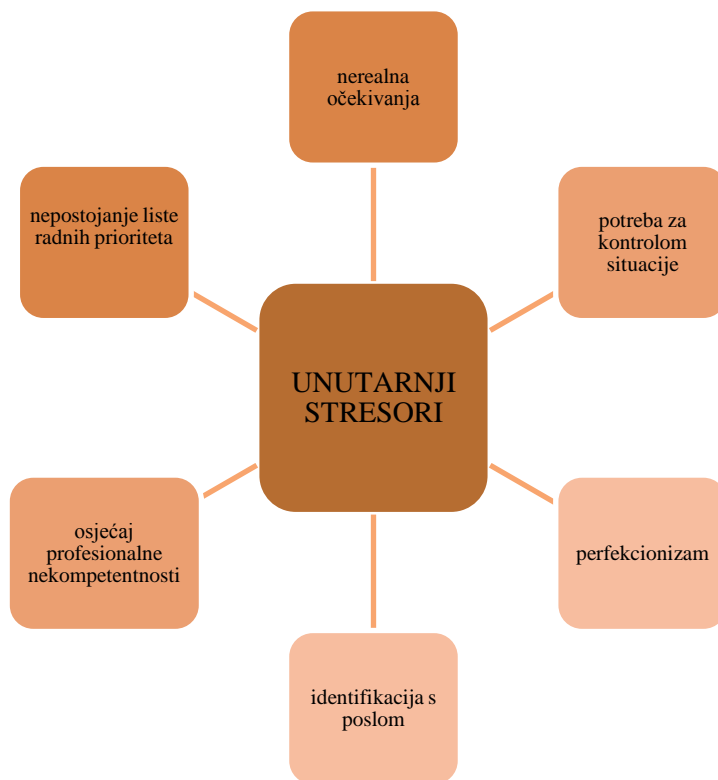 nerealna
očekivanja
nepostojanje liste
radnih prioriteta
potreba za
kontrolom
situacije
UNUTARNJI
STRESORI
osjećaj
profesionalne
nekompetentnosti
perfekcionizam
identifikacija s
poslom